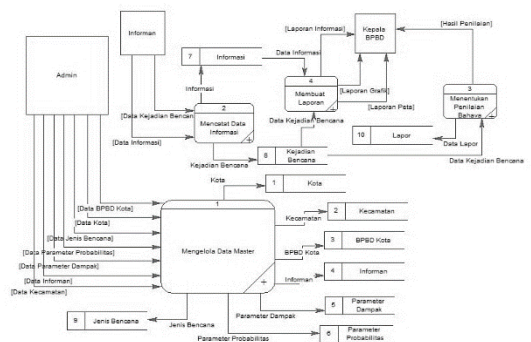 [Laporan Informasi]
Kepala
BPBD
[Hasil Penilaian]
Informan
Admin
7 Informasi
Data Informasi
4
Membuat
Laporan
[Laporan Grafik]
[Laporan Peta]
3
Menentukan
Penilaian
Bahaya
Informasi
[Data Kejadian Bencana]
2
Mencatat Data
Informasi
[Data Informasi]
Data Kejadian Bencana
10 Lapor
Data Lapor
Kejadian Bencana
8 Kejadian
Bencana
Data Kejadian Bencana
Kota
1 Kota
1
Mengelola Data Master
[Data BPBD Kota]
[Data Kota]
[Data Jenis Bencana]
[Data Parameter Probabilitas]
[Data Parameter Dampak]
[Data Informan]
[Data Kecamatan]
Kecamatan
2 Kecamatan
BPBD Kota
3 BPBD Kota
Informan
4 Informan
9 Jenis Bencana
Jenis Bencana
Parameter Dampak
5 Parameter
Dampak
Parameter Probabilitas
6 Parameter
Probabilitas